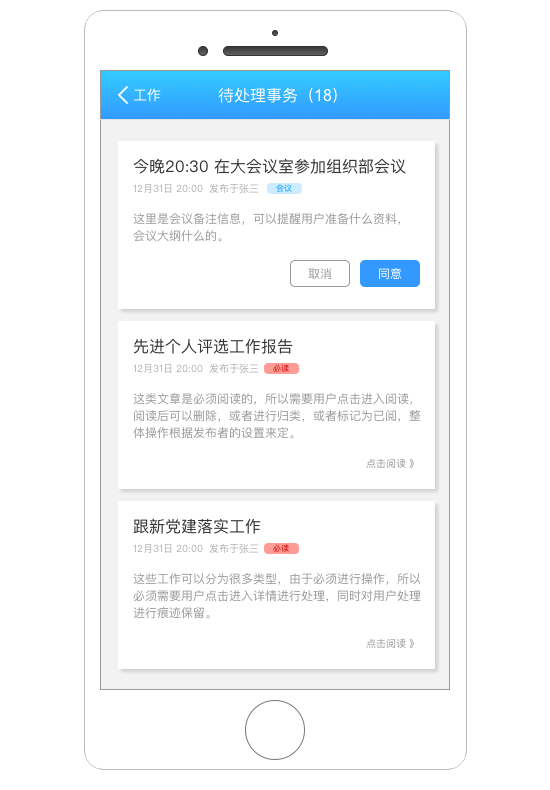 工作
待处理事务（18）
今晚20:30 在大会议室参加组织部会议
12月31日 20:00 发布于张三 会议
这里是会议备注信息，可以提醒用户准备什么资料，
会议大纲什么的。
取消 同意
先进个人评选工作报告
12月31日 20:00 发布于张三 必读
这类文章是必须阅读的，所以需要用户点击进入阅读，
阅读后可以删除，或者进行归类，或者标记为已阅，整
体操作根据发布者的设置来定。
点击阅读 》
跟新党建落实工作
12月31日 20:00 发布于张三 必读
这些工作可以分为很多类型，由于必须进行操作，所以
必须需要用户点击进入详情进行处理，同时对用户处理
进行痕迹保留。
点击阅读 》